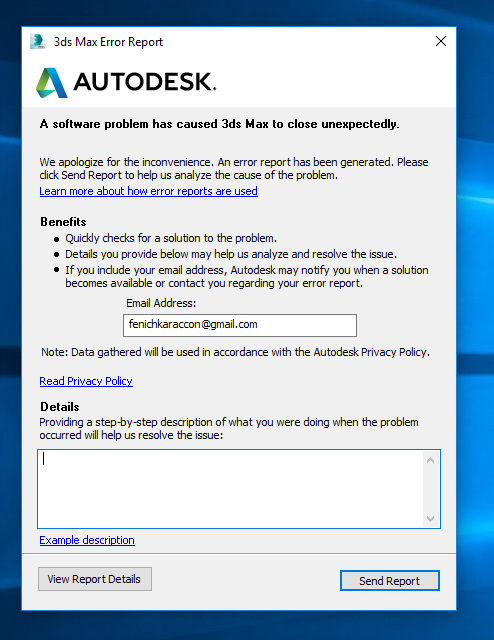 3ds Max Error Report
AUTODESK.
A software problem has caused 3ds Max to close unexpectedly.
We apologize for the inconvenience. An error report has been generated. Please
click Send Report to help us analyze the cause of the problem.
Learn more about how error reports are used
Benefits
• Quickly checks for a solution to the problem.
• Details you provide below may help us analyze and resolve the issue.
• If you include your email address, Autodesk may notify you when a solution
becomes available or contact you regarding your error report.
Email Address:
fenichkaraccon@gmail.com
Note: Data gathered will be used in accordance with the Autodesk Privacy Policy.
Read Privacy Policy
Details
Providing a step-by-step description of what you were doing when the problem
occurred will help us resolve the issue:
Example description
View Report Details
Send Report